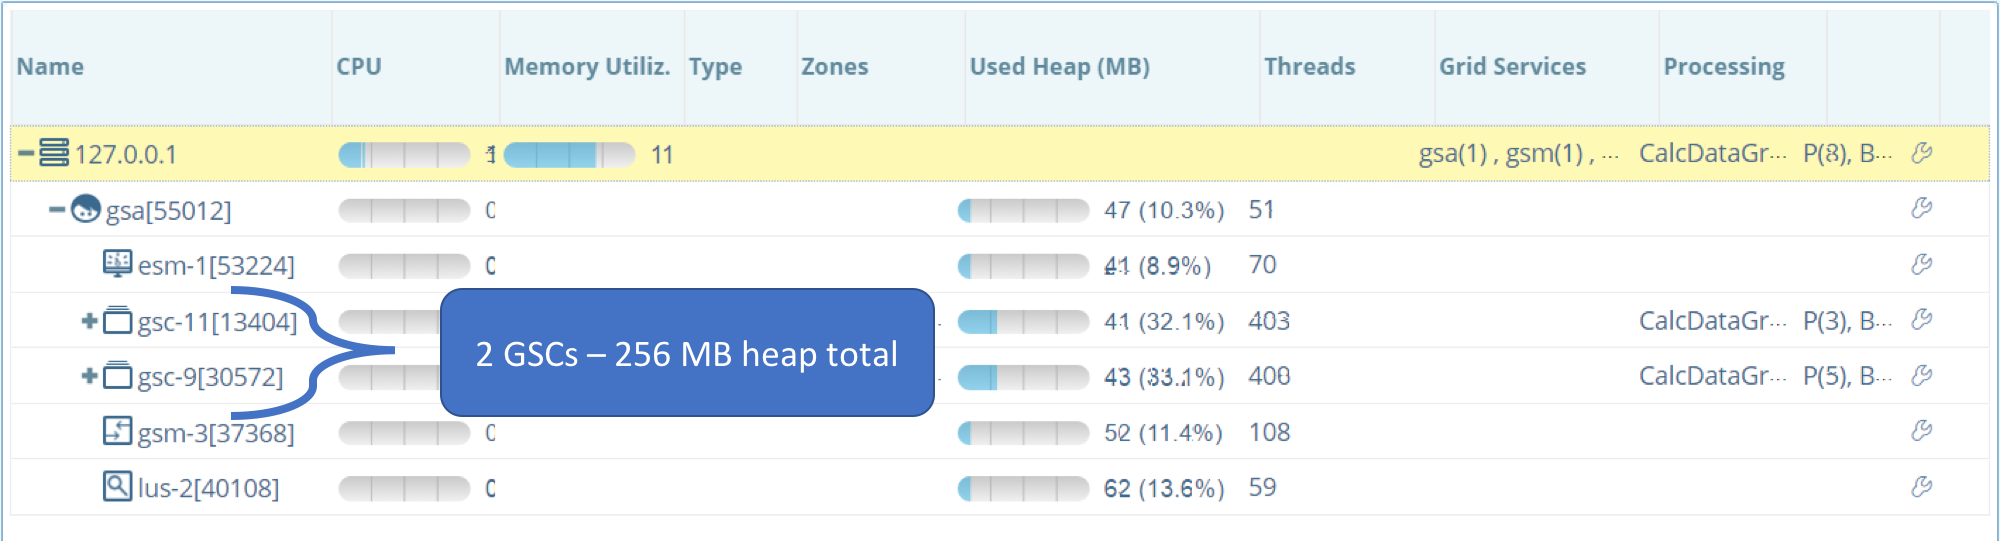 Name CPU Memory Utiliz. Type Zones Used Heap (MB) Threads Grid Services Processing
127.0.0.1 11 gsa(1) , gsm(1) , ... CalcDataGr... P(8), B...
gsa[55012] 0 47 (10.3%) 51
esm-1[53224] 0 41 (8.9%) 70
gsc-11[13404] 41 (32.1%) 403 CalcDataGr... P(3), B...
2 GSCs – 256 MB heap total
gsc-9[30572] 43 (33.1%) 408 CalcDataGr... P(5), B...
gsm-3[37368] 0 52 (11.4%) 108
lus-2[40108] 0 62 (13.6%) 59